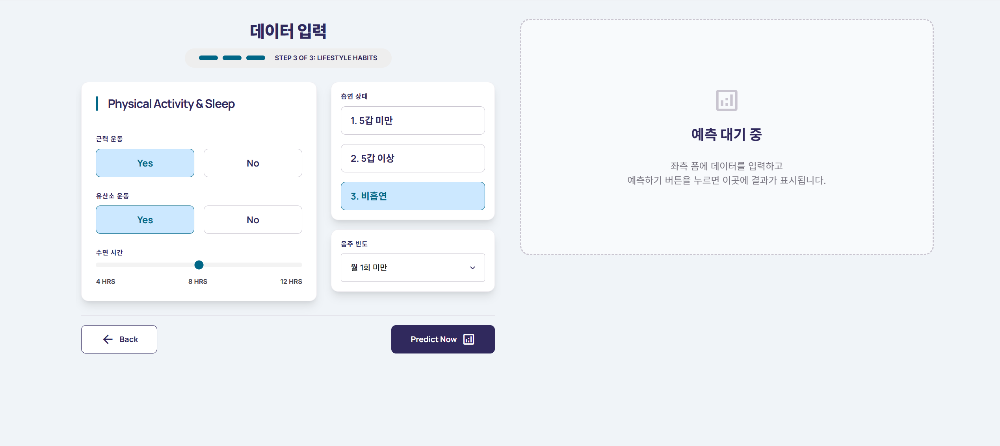 데이터 입력
STEP 3 OF 3: LIFESTYLE HABITS
Physical Activity & Sleep
근력 운동
Yes
No
유산소 운동
Yes
No
수면 시간
4 HRS
8 HRS
12 HRS
흡연 상태
1. 5갑 미만
2. 5갑 이상
3. 비흡연
음주 빈도
월 1회 미만
Back
Predict Now
예측 대기 중
좌측 폼에 데이터를 입력하고
예측하기 버튼을 누르면 이곳에 결과가 표시됩니다.